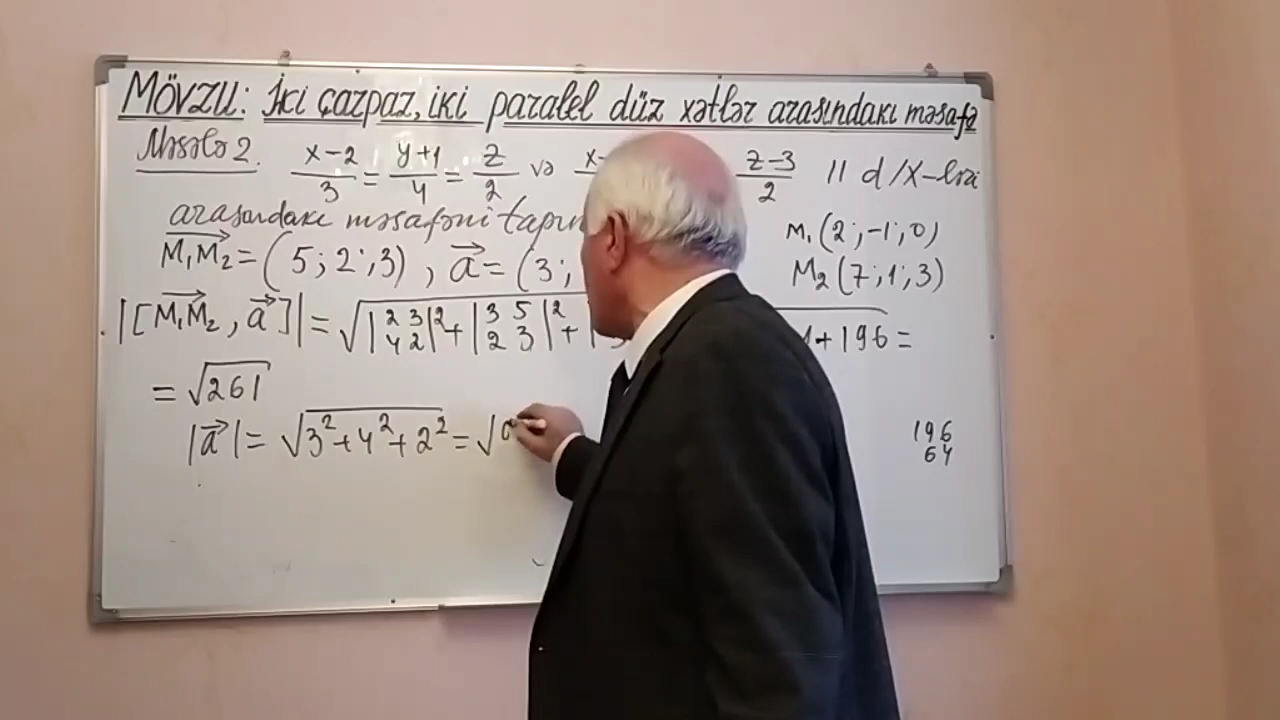 MÖVZU: İki çarpaz, iki paralel düz xətlər arasındakı məsafə
Məsələ 2. x-2/3 = y+1/4 = z/2 və x- z-3/2 // d/x-ləri
arasındakı məsafəni tapın
M₁(2;-1;0)
M₁M₂ = (5;2;3), a = (3;
M₂(7;1;3)
|[M₁M₂, a]| = √|2 3 4 2|² + |3 5 2 3|² + | +196 =
= √261
|a| = √3²+4²+2² = √
196
64